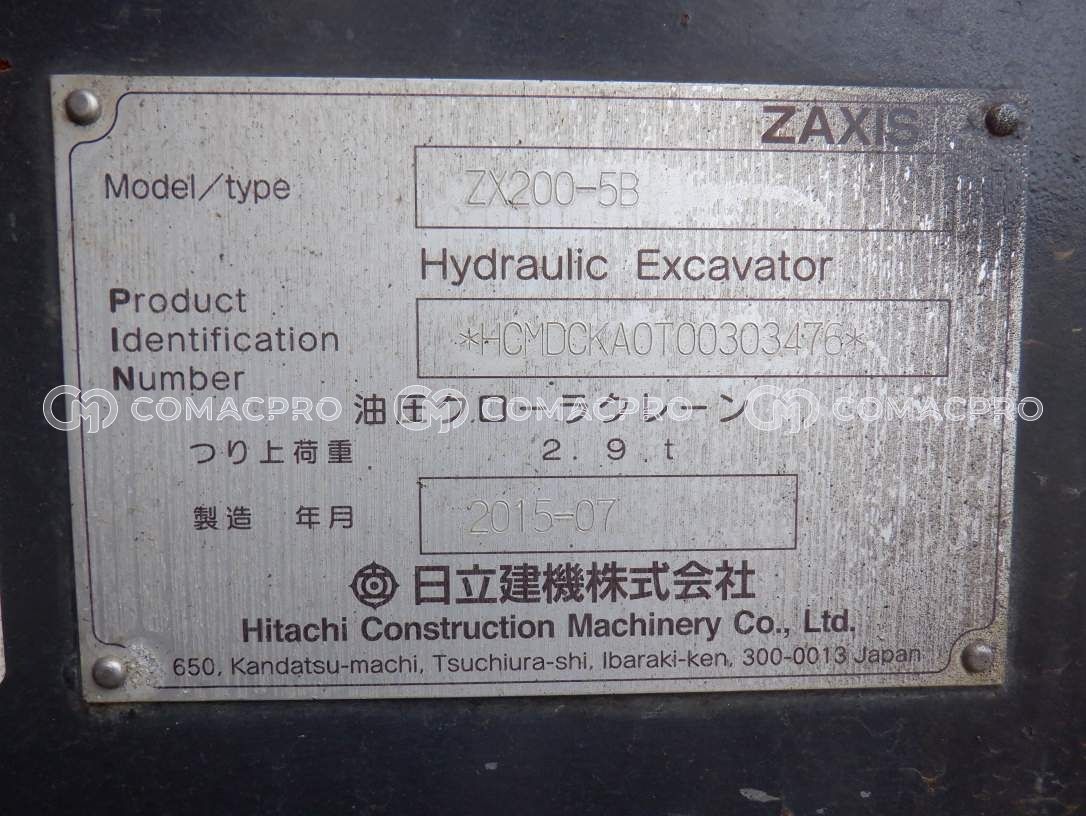 ZAXIS
Model/type ZX200-5B
Hydraulic Excavator
Product
Identification *HCMDCKA0T00303476*
Number
COMACPRO COMACPRO COMACPRO
油圧クローラクレーン
つり上荷重 2.9 t
製造 年月 2015-07
日立建機株式会社
Hitachi Construction Machinery Co., Ltd.
650, Kandatsu-machi, Tsuchiura-shi, Ibaraki-ken, 300-0013 Japan